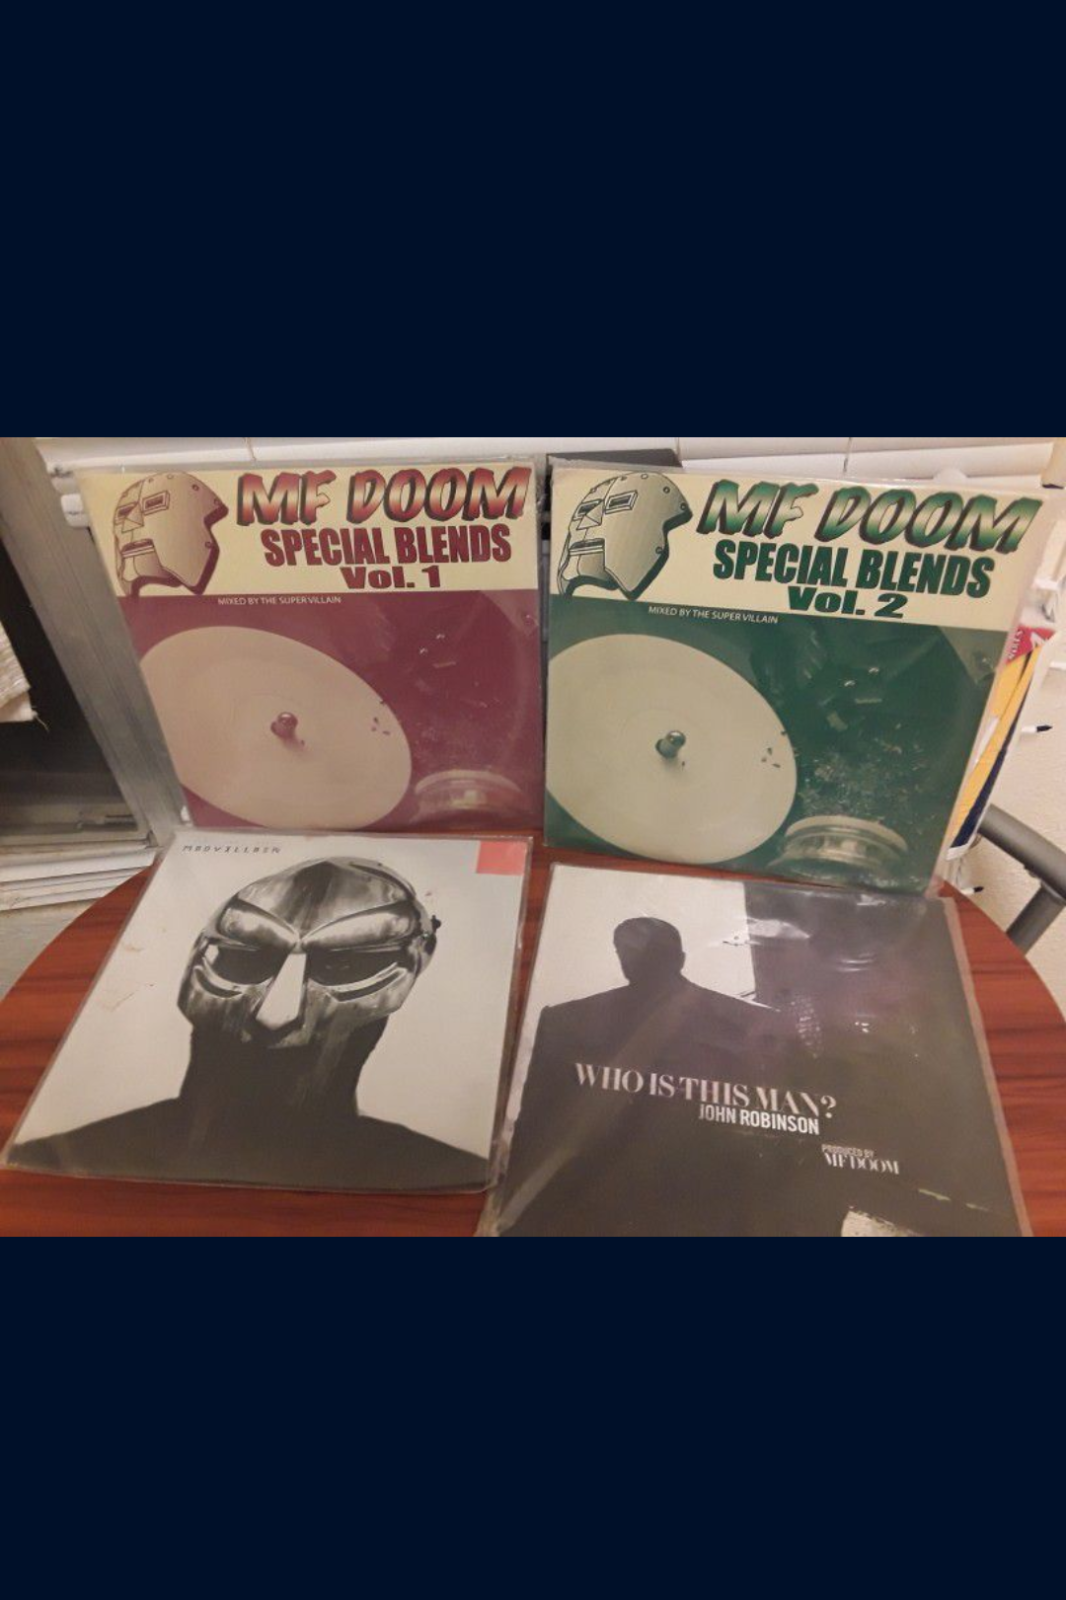 MF DOOM
SPECIAL BLENDS
Vol. 1
MIXED BY THE SUPER VILLAIN
MF DOOM
SPECIAL BLENDS
Vol. 2
MIXED BY THE SUPER VILLAIN
MADVILLAIN
WHO IS THIS MAN?
JOHN ROBINSON
PRODUCED BY
MF DOOM